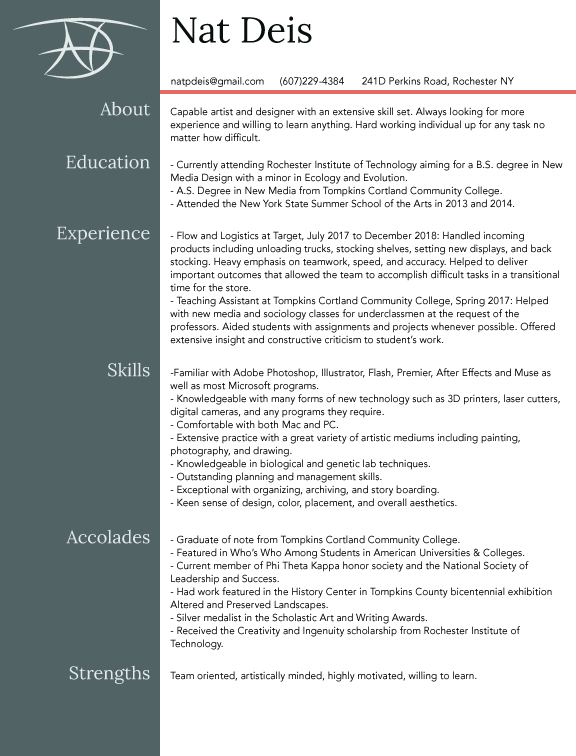 Nat Deis
natpdeis@gmail.com (607)229-4384 241D Perkins Road, Rochester NY
About
Capable artist and designer with an extensive skill set. Always looking for more
experience and willing to learn anything. Hard working individual up for any task no
matter how difficult.
Education
- Currently attending Rochester Institute of Technology aiming for a B.S. degree in New
Media Design with a minor in Ecology and Evolution.
- A.S. Degree in New Media from Tompkins Cortland Community College.
- Attended the New York State Summer School of the Arts in 2013 and 2014.
Experience
- Flow and Logistics at Target, July 2017 to December 2018: Handled incoming
products including unloading trucks, stocking shelves, setting new displays, and back
stocking. Heavy emphasis on teamwork, speed, and accuracy. Helped to deliver
important outcomes that allowed the team to accomplish difficult tasks in a transitional
time for the store.
- Teaching Assistant at Tompkins Cortland Community College, Spring 2017: Helped
with new media and sociology classes for underclassmen at the request of the
professors. Aided students with assignments and projects whenever possible. Offered
extensive insight and constructive criticism to student's work.
Skills
-Familiar with Adobe Photoshop, Illustrator, Flash, Premier, After Effects and Muse as
well as most Microsoft programs.
- Knowledgeable with many forms of new technology such as 3D printers, laser cutters,
digital cameras, and any programs they require.
- Comfortable with both Mac and PC.
- Extensive practice with a great variety of artistic mediums including painting,
photography, and drawing.
- Knowledgeable in biological and genetic lab techniques.
- Outstanding planning and management skills.
- Exceptional with organizing, archiving, and story boarding.
- Keen sense of design, color, placement, and overall aesthetics.
Accolades
- Graduate of note from Tompkins Cortland Community College.
- Featured in Who's Who Among Students in American Universities & Colleges.
- Current member of Phi Theta Kappa honor society and the National Society of
Leadership and Success.
- Had work featured in the History Center in Tompkins County bicentennial exhibition
Altered and Preserved Landscapes.
- Silver medalist in the Scholastic Art and Writing Awards.
- Received the Creativity and Ingenuity scholarship from Rochester Institute of
Technology.
Strengths
Team oriented, artistically minded, highly motivated, willing to learn.